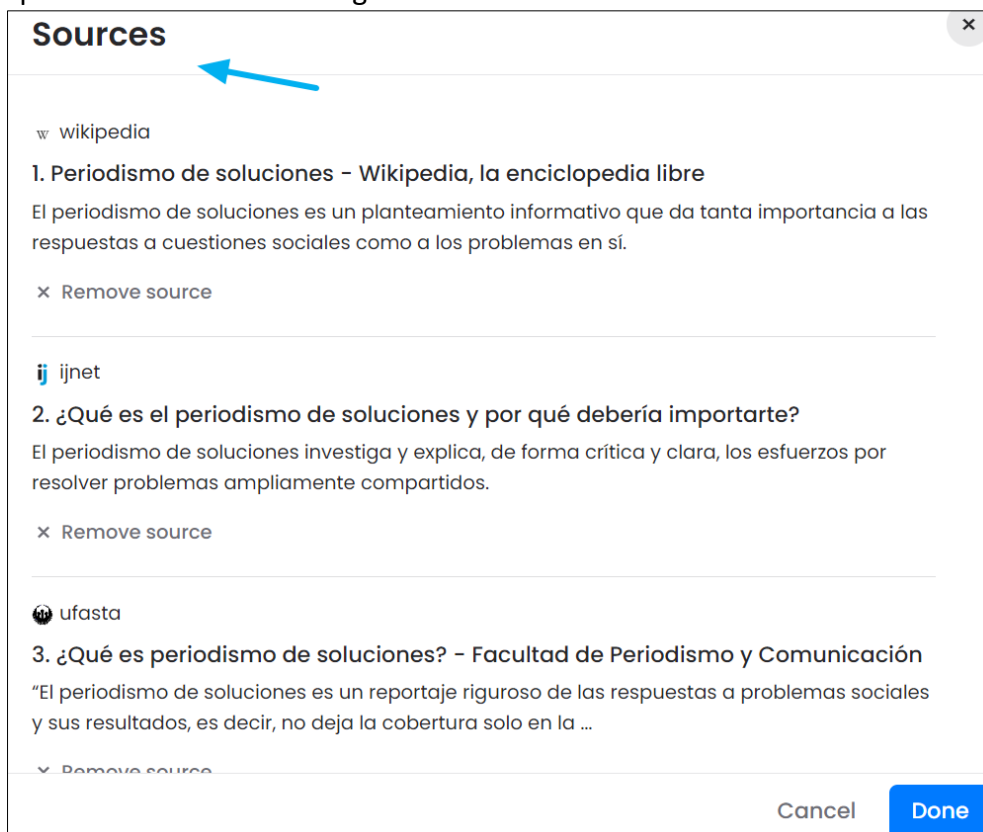 Sources
×
w wikipedia
1. Periodismo de soluciones - Wikipedia, la enciclopedia libre
El periodismo de soluciones es un planteamiento informativo que da tanta importancia a las
respuestas a cuestiones sociales como a los problemas en sí.
× Remove source
ij ijnet
2. ¿Qué es el periodismo de soluciones y por qué debería importarte?
El periodismo de soluciones investiga y explica, de forma crítica y clara, los esfuerzos por
resolver problemas ampliamente compartidos.
× Remove source
ufasta
3. ¿Qué es periodismo de soluciones? - Facultad de Periodismo y Comunicación
“El periodismo de soluciones es un reportaje riguroso de las respuestas a problemas sociales
y sus resultados, es decir, no deja la cobertura solo en la ...
× Remove source
Cancel Done